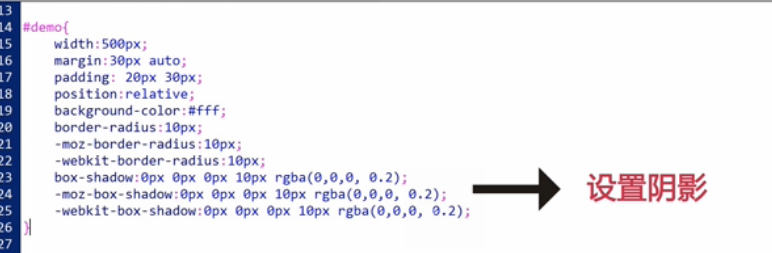 13
14 #demo{
15 width:500px;
16 margin:30px auto;
17 padding: 20px 30px;
18 position:relative;
19 background-color:#fff;
20 border-radius:10px;
21 -moz-border-radius:10px;
22 -webkit-border-radius:10px;
23 box-shadow:0px 0px 0px 10px rgba(0,0,0, 0.2);
24 -moz-box-shadow:0px 0px 0px 10px rgba(0,0,0, 0.2);
设置阴影
25 -webkit-box-shadow:0px 0px 0px 10px rgba(0,0,0, 0.2);
26 }
27